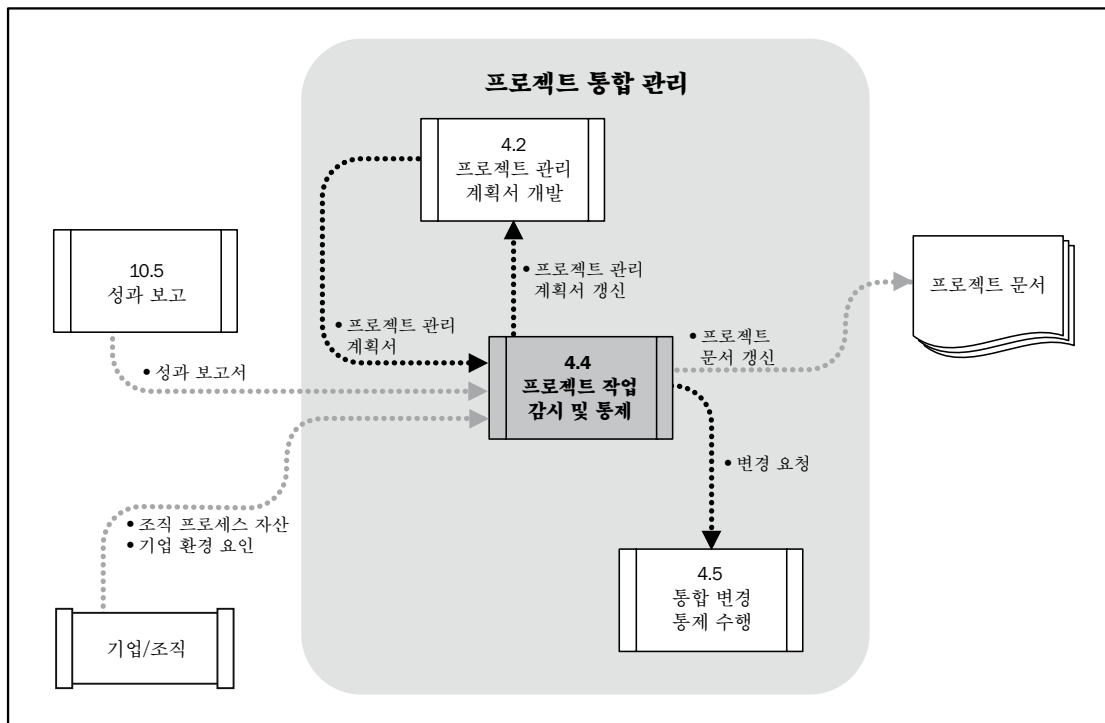 프로젝트 통합 관리
4.2
프로젝트 관리
계획서 개발
10.5
성과 보고
• 프로젝트 관리
계획서 갱신
프로젝트 문서
• 프로젝트 관리
계획서
• 프로젝트
문서 갱신
• 성과 보고서
4.4
프로젝트 작업
감시 및 통제
• 변경 요청
• 조직 프로세스 자산
• 기업 환경 요인
4.5
통합 변경
통제 수행
기업/조직